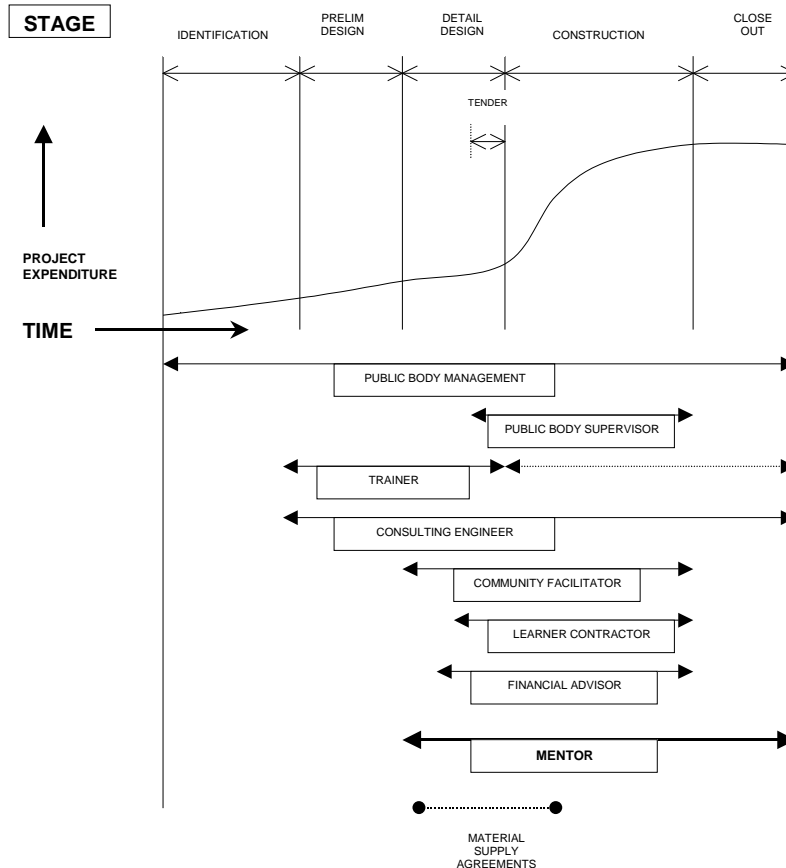 STAGE
IDENTIFICATION
PRELIM
DESIGN
DETAIL
DESIGN
CONSTRUCTION
CLOSE
OUT
TENDER
PROJECT
EXPENDITURE
TIME
PUBLIC BODY MANAGEMENT
PUBLIC BODY SUPERVISOR
TRAINER
CONSULTING ENGINEER
COMMUNITY FACILITATOR
LEARNER CONTRACTOR
FINANCIAL ADVISOR
MENTOR
MATERIAL
SUPPLY
AGREEMENTS